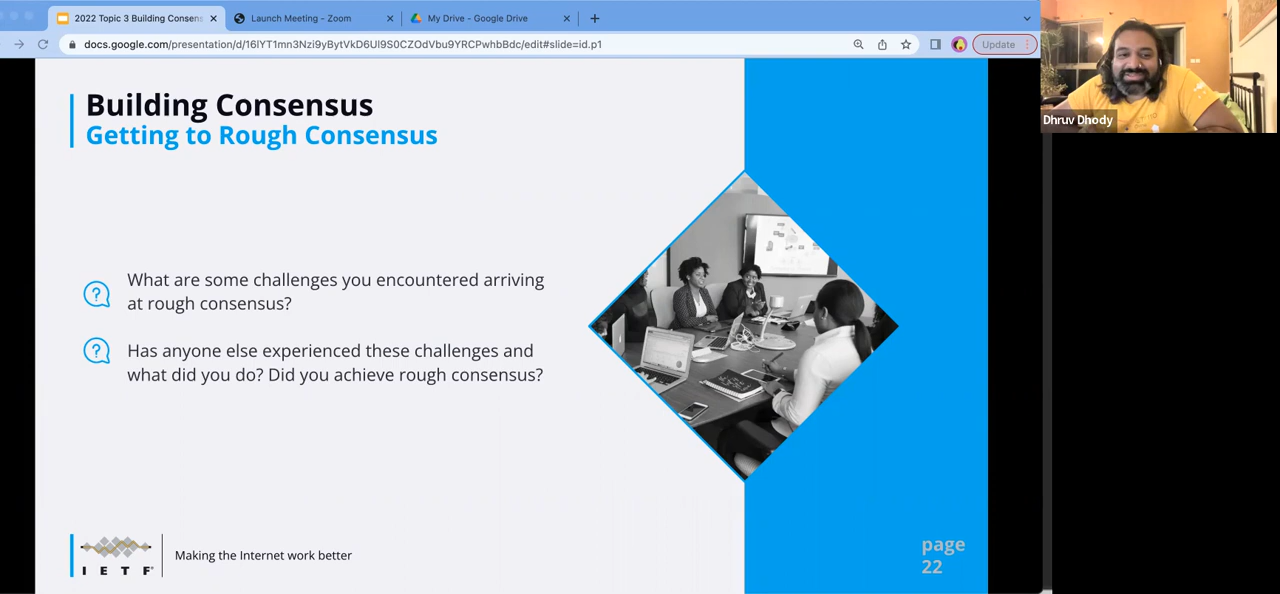 2022 Topic 3 Building Consens
Launch Meeting - Zoom
My Drive - Google Drive
docs.google.com/presentation/d/16lYT1mn3Nzi9yBytVkD6Ul9S0CZOdVbu9YRCPwhbBdc/edit#slide=id.p1
Update
Dhruv Dhody
Building Consensus
Getting to Rough Consensus
What are some challenges you encountered arriving
at rough consensus?
Has anyone else experienced these challenges and
what did you do? Did you achieve rough consensus?
I E T F®
Making the Internet work better
page
22